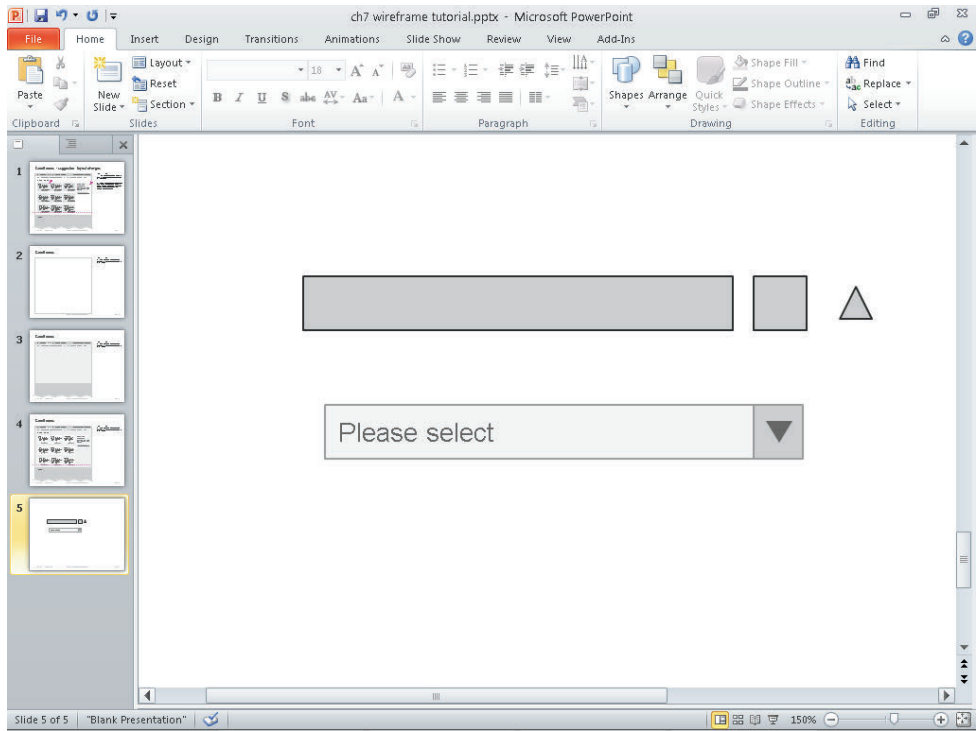 ch7 wireframe tutorial.pptx - Microsoft PowerPoint
File Home Insert Design Transitions Animations Slide Show Review View Add-Ins
Paste
New Slide
Layout
Reset
Section
18
B I U S abc AV Aa A
Shapes Arrange Quick Styles
Shape Fill
Shape Outline
Shape Effects
Find
Replace
Select
Clipboard Slides Font Paragraph Drawing Editing
1
2
3
4
5
Please select
Slide 5 of 5 "Blank Presentation" 150%